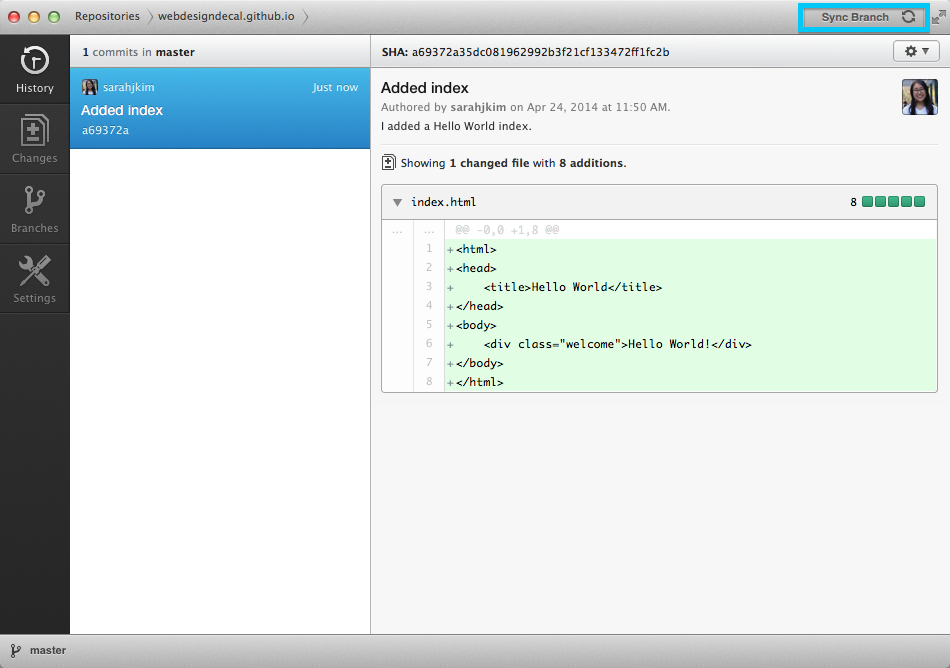 Repositories webdesigndecal.github.io Sync Branch
History
Changes
Branches
Settings
1 commits in master
sarahjkim Just now
Added index
a69372a
SHA: a69372a35dc081962992b3f21cf133472ff1fc2b
Added index
Authored by sarahjkim on Apr 24, 2014 at 11:50 AM.
I added a Hello World index.
Showing 1 changed file with 8 additions.
index.html 8
... ... @@ -0,0 +1,8 @@
1 +<html>
2 +<head>
3 +    <title>Hello World</title>
4 +</head>
5 +<body>
6 +    <div class="welcome">Hello World!</div>
7 +</body>
8 +</html>
master